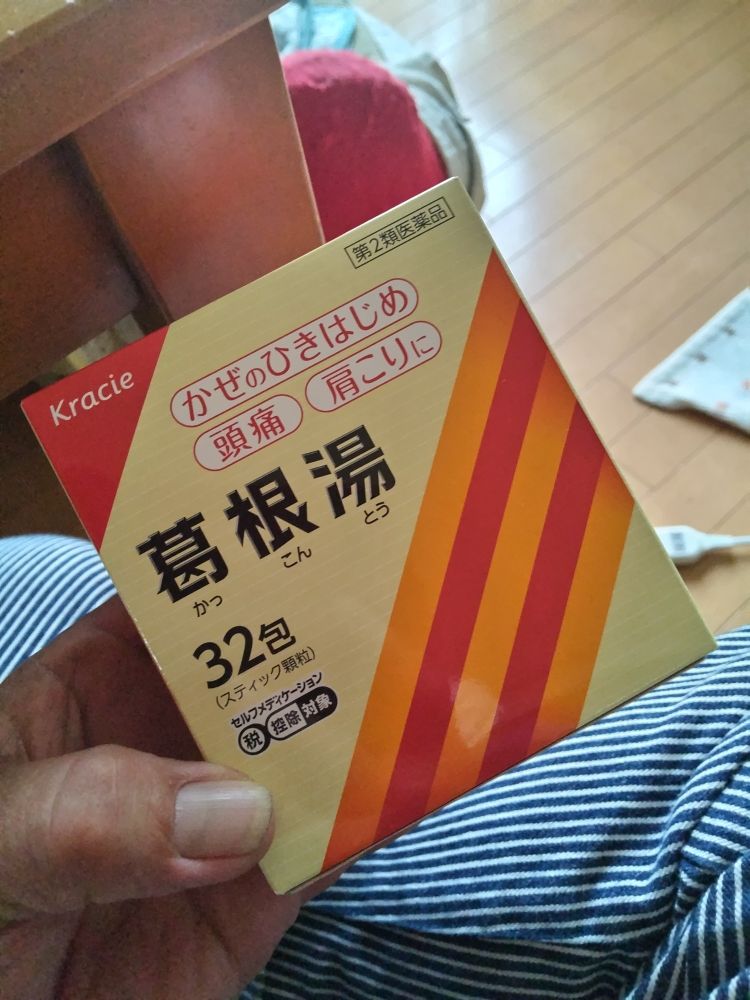 第2類医薬品
Kracie
かぜのひきはじめ
頭痛 肩こりに
葛根湯
かっ こん とう
32包
(スティック顆粒)
セルフメディケーション
税 控除 対象